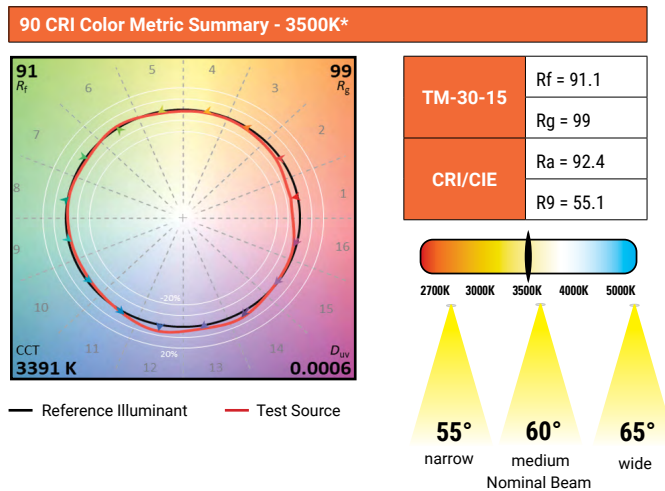 90 CRI Color Metric Summary - 3500K*
91
Rf
99
Rg
5
4
6
3
7
2
8
1
9
16
10
15
11
14
12
13
-20%
20%
CCT
3391 K
Duv
0.0006
Reference Illuminant
Test Source
TM-30-15
Rf = 91.1
Rg = 99
CRI/CIE
Ra = 92.4
R9 = 55.1
2700K 3000K 3500K 4000K 5000K
55° 60° 65°
narrow medium wide
Nominal Beam